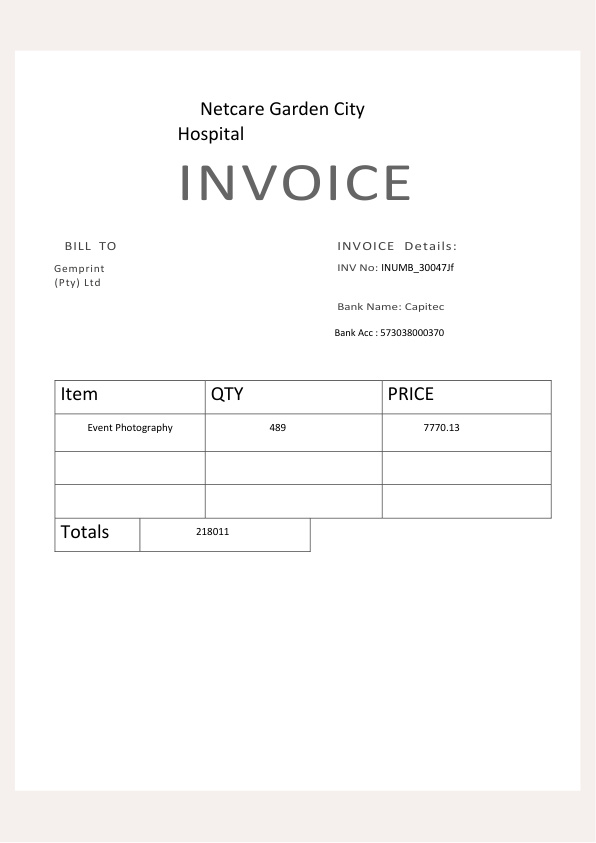 Netcare Garden City
Hospital
INVOICE
BILL TO
INVOICE Details:
Gemprint
(Pty) Ltd
INV No: INUMB_30047Jf
Bank Name: Capitec
Bank Acc : 573038000370
Item QTY PRICE
Event Photography 489 7770.13
Totals 218011